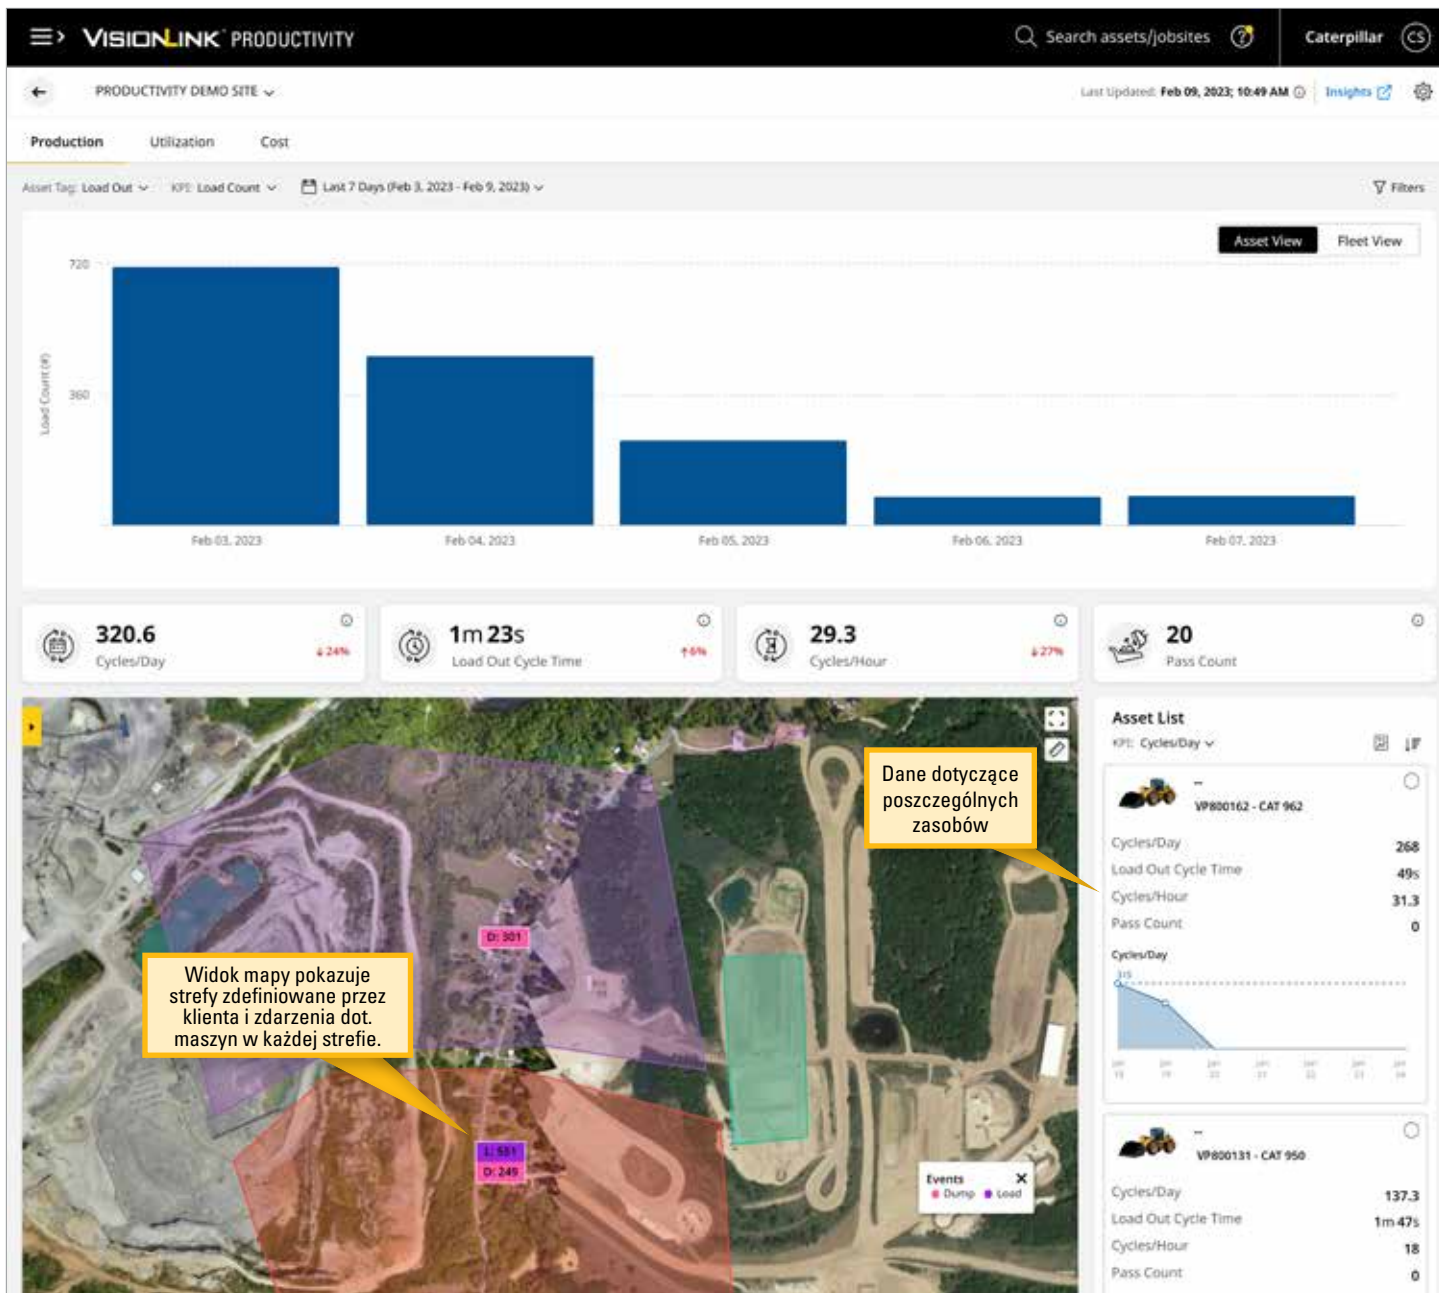 VISIONLINK PRODUCTIVITY
Search assets/jobsites
Caterpillar
CS
PRODUCTIVITY DEMO SITE
Last Updated: Feb 09, 2023; 10:49 AM
Insights
Production
Utilization
Cost
Asset Tag: Load Out
KPI: Load Count
Last 7 Days (Feb 3, 2023 - Feb 9, 2023)
Filters
Asset View
Fleet View
720
360
Load Count (#)
Feb 03, 2023
Feb 04, 2023
Feb 05, 2023
Feb 06, 2023
Feb 07, 2023
320.6
Cycles/Day
↓24%
1m 23s
Load Out Cycle Time
↑6%
29.3
Cycles/Hour
↓27%
20
Pass Count
D: 301
Widok mapy pokazuje
strefy zdefiniowane przez
klienta i zdarzenia dot.
maszyn w każdej strefie.
L: 551
D: 249
Dane dotyczące
poszczególnych
zasobów
Events
X
Dump
Load
Asset List
KPI: Cycles/Day
--
VP800162 - CAT 962
Cycles/Day 268
Load Out Cycle Time 49s
Cycles/Hour 31.3
Pass Count 0
Cycles/Day
315
--
VP800131 - CAT 950
Cycles/Day 137.3
Load Out Cycle Time 1m 47s
Cycles/Hour 18
Pass Count 0